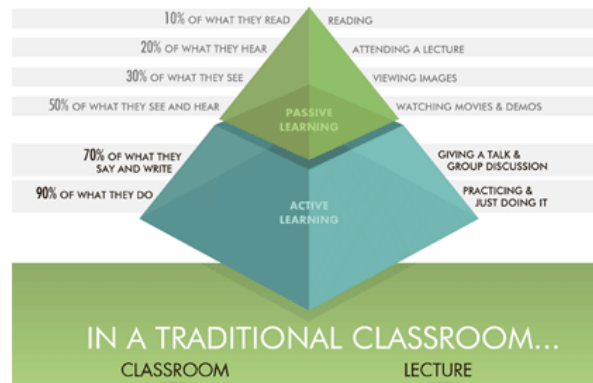 10% OF WHAT THEY READ
READING
20% OF WHAT THEY HEAR
ATTENDING A LECTURE
30% OF WHAT THEY SEE
VIEWING IMAGES
50% OF WHAT THEY SEE AND HEAR
WATCHING MOVIES & DEMOS
PASSIVE
LEARNING
70% OF WHAT THEY
SAY AND WRITE
GIVING A TALK &
GROUP DISCUSSION
90% OF WHAT THEY DO
PRACTICING &
JUST DOING IT
ACTIVE
LEARNING
IN A TRADITIONAL CLASSROOM...
CLASSROOM
LECTURE